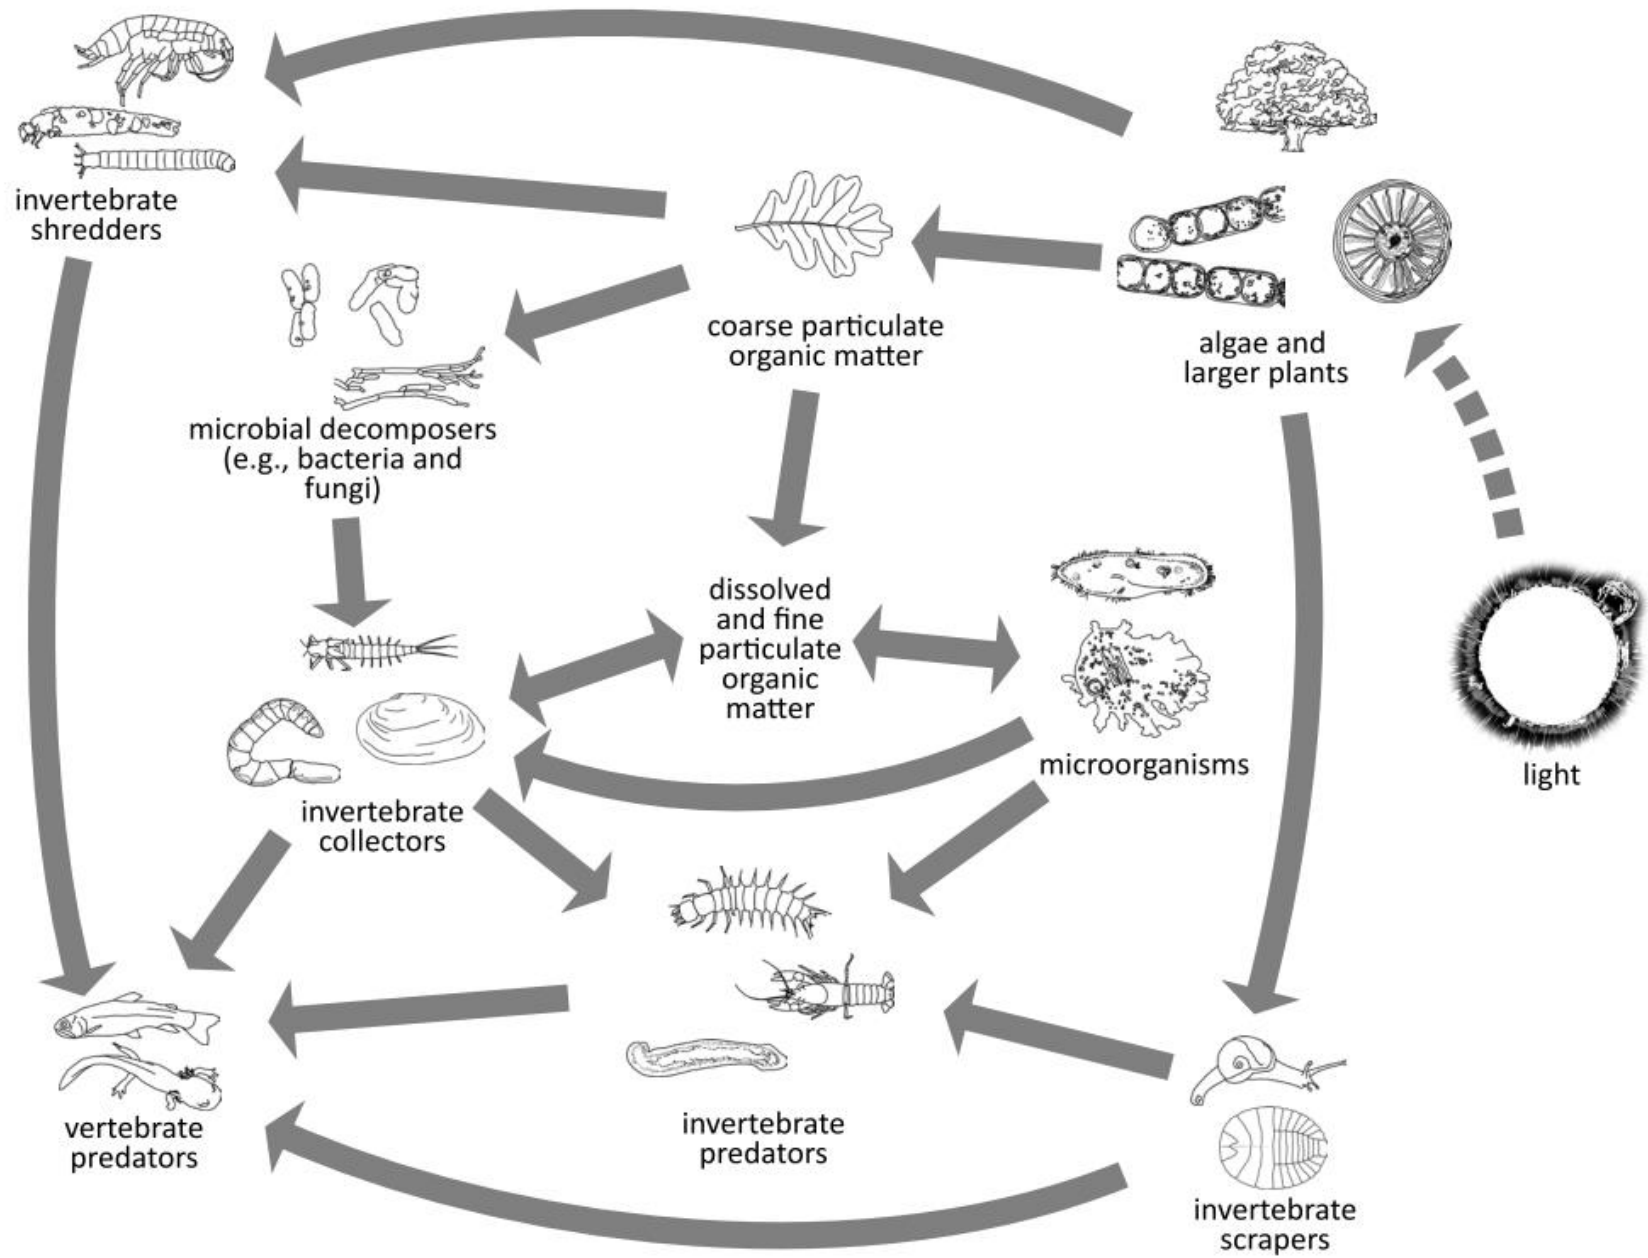 invertebrate
shredders
coarse particulate
organic matter
algae and
larger plants
microbial decomposers
(e.g., bacteria and
fungi)
dissolved
and fine
particulate
organic
matter
microorganisms
light
invertebrate
collectors
vertebrate
predators
invertebrate
predators
invertebrate
scrapers